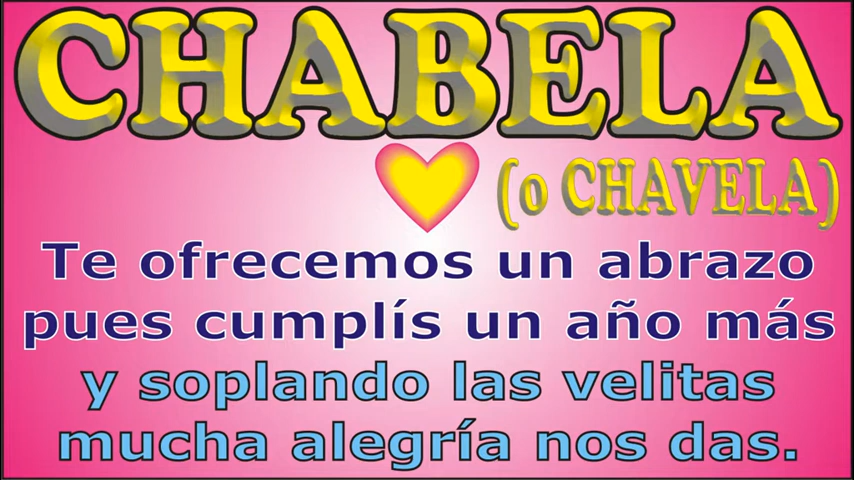 CHABELA
(o CHAVELA)
Te ofrecemos un abrazo
pues cumplís un año más
y soplando las velitas
mucha alegría nos das.